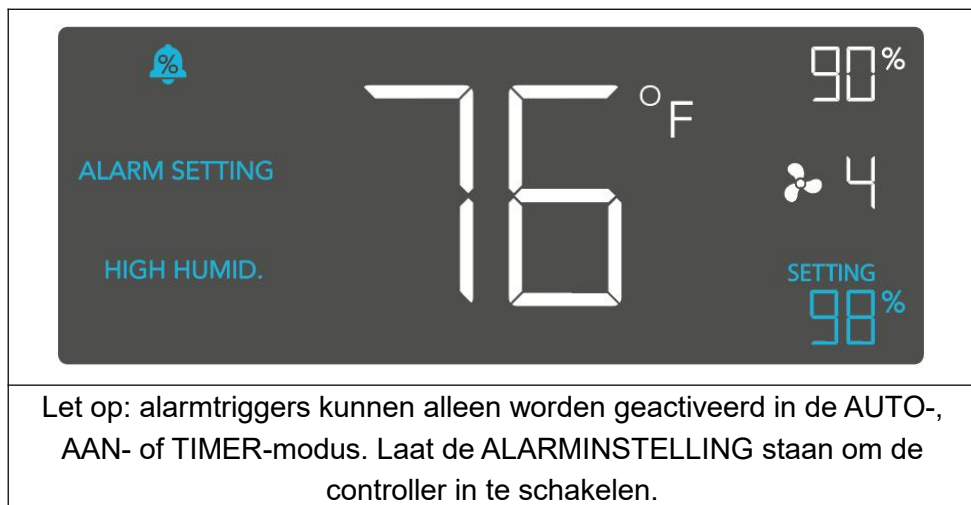 %
90%
76°F
ALARM SETTING
4
HIGH HUMID.
SETTING
98%
Let op: alarmtriggers kunnen alleen worden geactiveerd in de AUTO-,
AAN- of TIMER-modus. Laat de ALARMINSTELLING staan om de
controller in te schakelen.